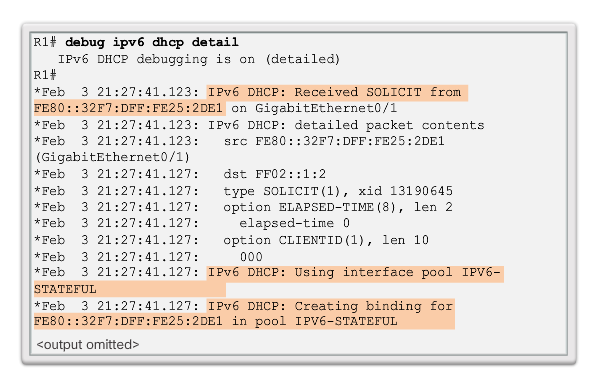 R1# debug ipv6 dhcp detail
IPv6 DHCP debugging is on (detailed)
R1#
*Feb  3 21:27:41.123: IPv6 DHCP: Received SOLICIT from
FE80::32F7:DFF:FE25:2DE1 on GigabitEthernet0/1
*Feb  3 21:27:41.123: IPv6 DHCP: detailed packet contents
*Feb  3 21:27:41.123:   src FE80::32F7:DFF:FE25:2DE1
(GigabitEthernet0/1)
*Feb  3 21:27:41.127:   dst FF02::1:2
*Feb  3 21:27:41.127:   type SOLICIT(1), xid 13190645
*Feb  3 21:27:41.127:   option ELAPSED-TIME(8), len 2
*Feb  3 21:27:41.127:     elapsed-time 0
*Feb  3 21:27:41.127:   option CLIENTID(1), len 10
*Feb  3 21:27:41.127:     000
*Feb  3 21:27:41.127: IPv6 DHCP: Using interface pool IPV6-
STATEFUL
*Feb  3 21:27:41.127: IPv6 DHCP: Creating binding for
FE80::32F7:DFF:FE25:2DE1 in pool IPV6-STATEFUL
<output omitted>